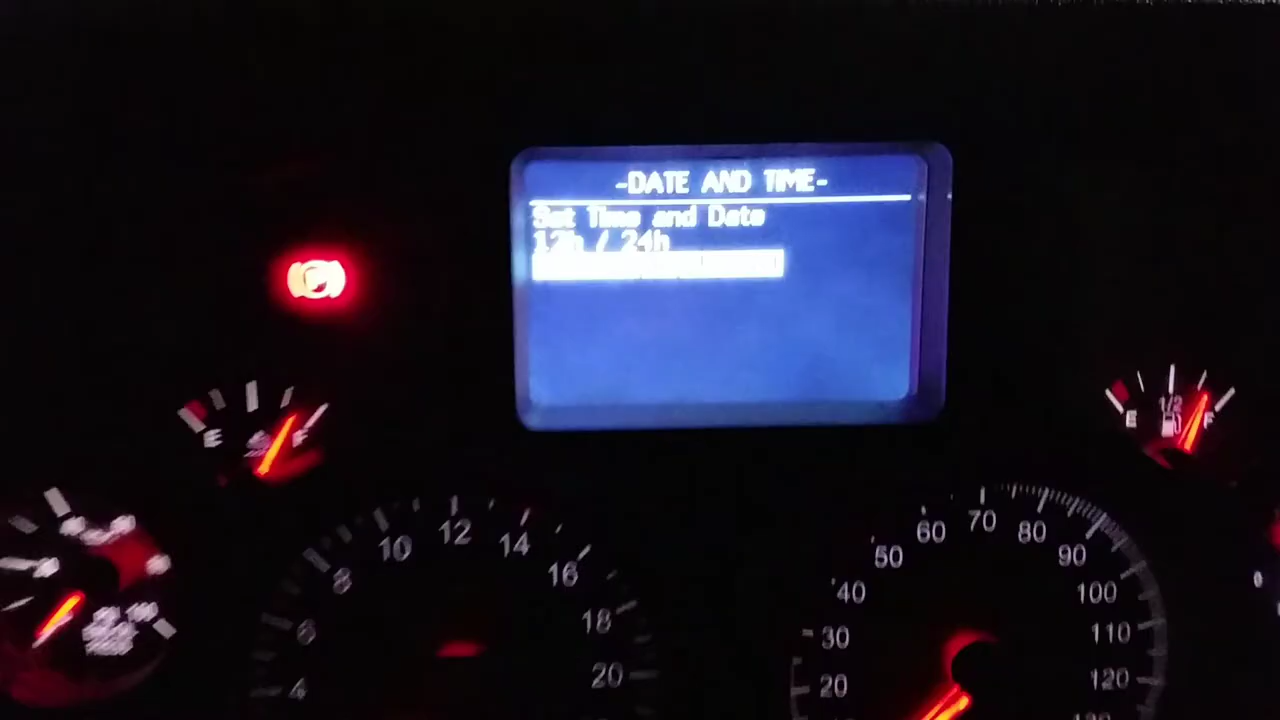 -DATE AND TIME-
Set Time and Date
12h / 24h
E F
E 1/2 F
4 6 8 10 12 14 16 18 20
20 30 40 50 60 70 80 90 100 110 120